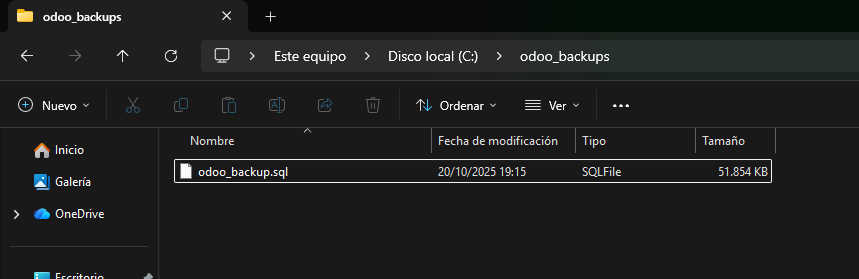 odoo_backups
Este equipo > Disco local (C:) > odoo_backups
Nuevo
Ordenar
Ver
Nombre
Fecha de modificación
Tipo
Tamaño
Inicio
odoo_backup.sql
20/10/2025 19:15
SQLFile
51.854 KB
Galería
OneDrive
Escritorio